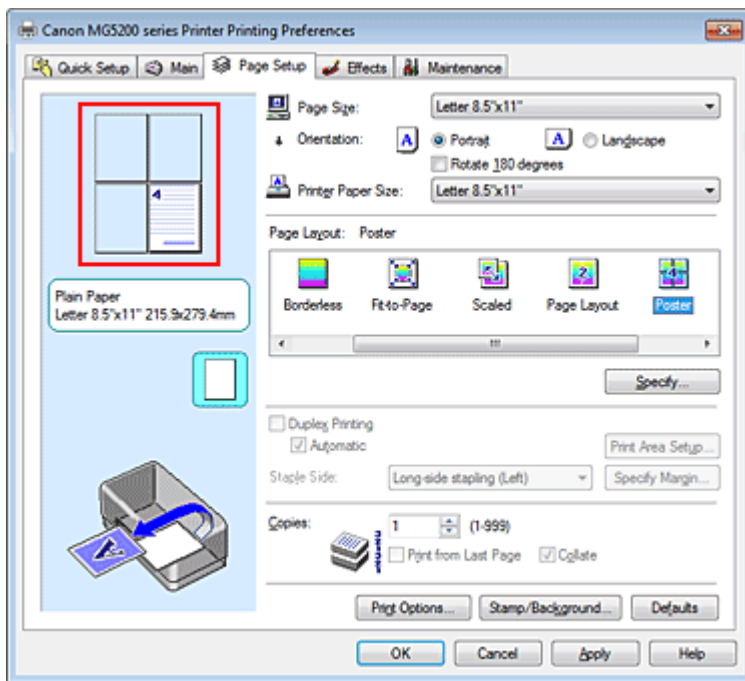 Canon MG5200 series Printer Printing Preferences
Quick Setup Main Page Setup Effects Maintenance
Page Size: Letter 8.5"x11"
Orientation: A Portrait A Landscape
Rotate 180 degrees
Printer Paper Size: Letter 8.5"x11"
Page Layout: Poster
Borderless Fit-to-Page Scaled Page Layout Poster
Specify...
4
Plain Paper
Letter 8.5"x11" 215.9x279.4mm
Duplex Printing
Automatic
Print Area Setup...
Staple Side: Long-side stapling (Left) Specify Margin...
Copies: 1 (1-999)
Print from Last Page Collate
Print Options... Stamp/Background... Defaults
OK Cancel Apply Help